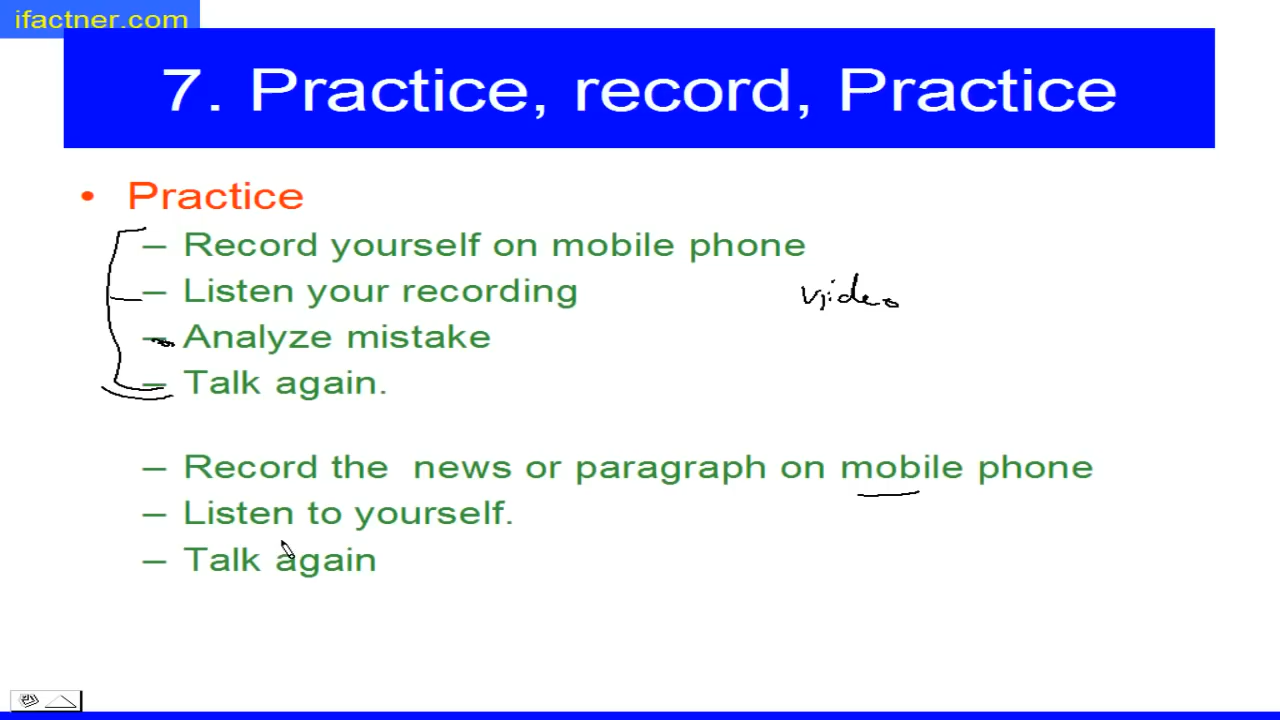 ifactner.com
7. Practice, record, Practice
• Practice
– Record yourself on mobile phone
– Listen your recording
video
– Analyze mistake
– Talk again.
– Record the news or paragraph on mobile phone
– Listen to yourself.
– Talk again